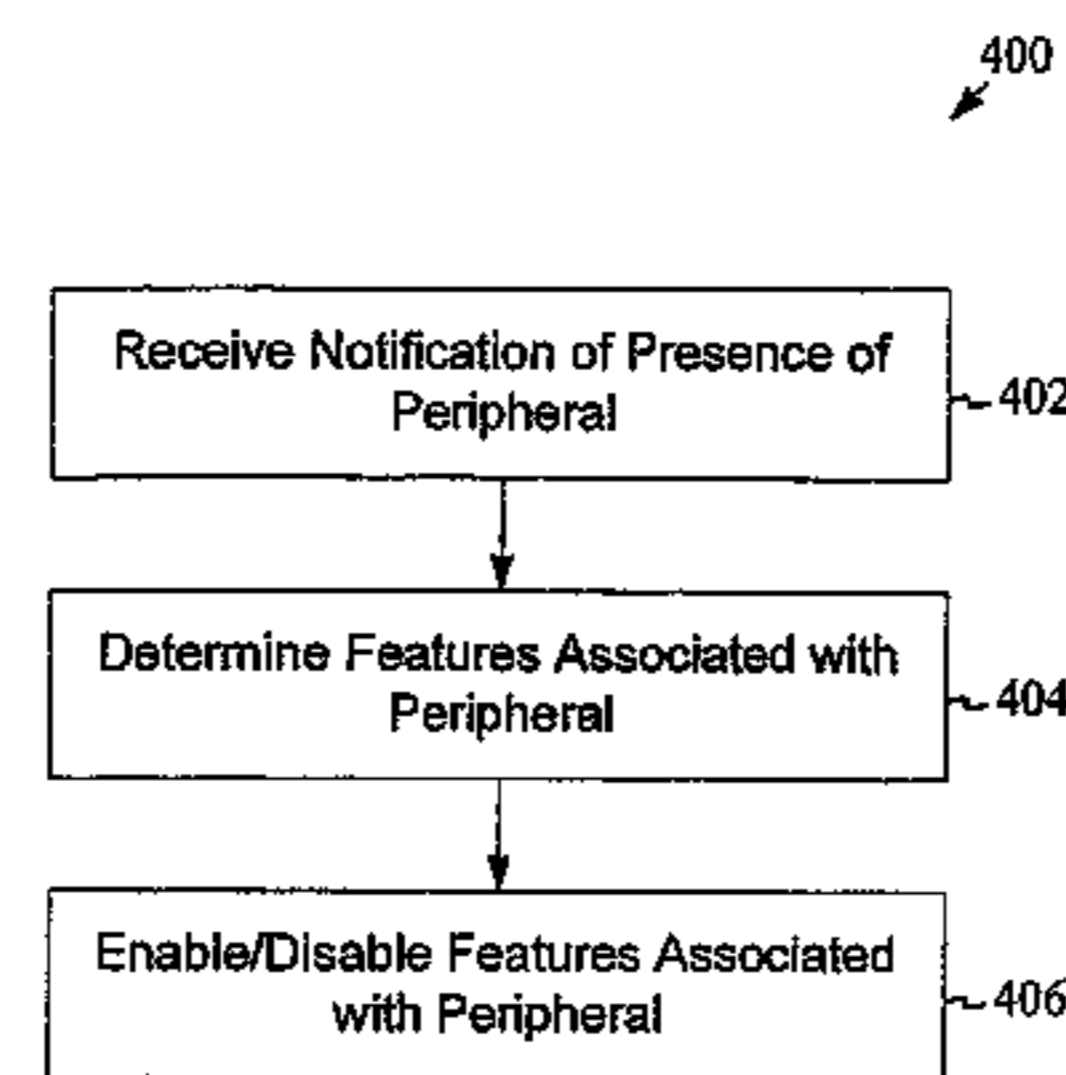 400
Receive Notification of Presence of
Peripheral
402
Determine Features Associated with
Peripheral
404
Enable/Disable Features Associated
with Peripheral
406